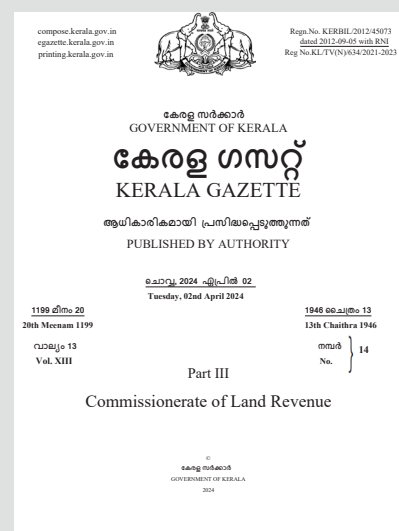 compose.kerala.gov.in
egazette.kerala.gov.in
printing.kerala.gov.in
Regn.No. KERBIL/2012/45073
dated 2012-09-05 with RNI
Reg No.KL/TV(N)/634/2021-2023
കേരള സർക്കാർ
GOVERNMENT OF KERALA
കേരള ഗസറ്റ്
KERALA GAZETTE
ആധികാരികമായി പ്രസിദ്ധപ്പെടുത്തുന്നത്
PUBLISHED BY AUTHORITY
ചൊവ്വ, 2024 ഏപ്രിൽ 02
Tuesday, 02nd April 2024
1199 മീനം 20
20th Meenam 1199
1946 ചൈത്രം 13
13th Chaithra 1946
വാല്യം 13
Vol. XIII
നമ്പർ
No.
14
Part III
Commissionerate of Land Revenue
©
കേരള സർക്കാർ
GOVERNMENT OF KERALA
2024